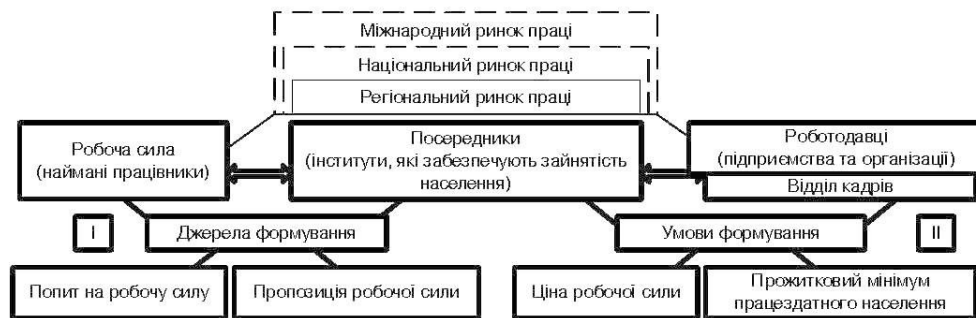 Міжнародний ринок праці
Національний ринок праці
Регіональний ринок праці
Робоча сила
(наймані працівники)
Посередники
(інститути, які забезпечують зайнятість
населення)
Роботодавці
(підприємства та організації)
Відділ кадрів
I
Джерела формування
Умови формування
II
Попит на робочу силу
Пропозиція робочої сили
Ціна робочої сили
Прожитковий мінімум
працездатного населення